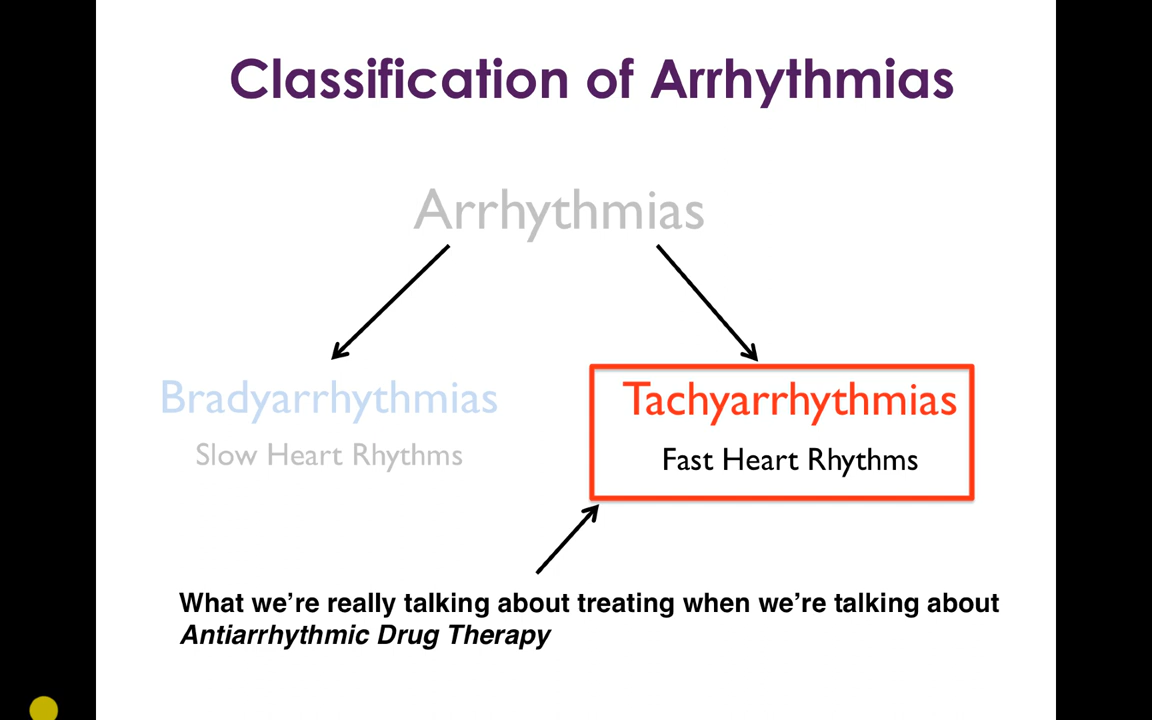 Classification of Arrhythmias
Arrhythmias
Bradyarrhythmias
Slow Heart Rhythms
Tachyarrhythmias
Fast Heart Rhythms
What we’re really talking about treating when we’re talking about
Antiarrhythmic Drug Therapy